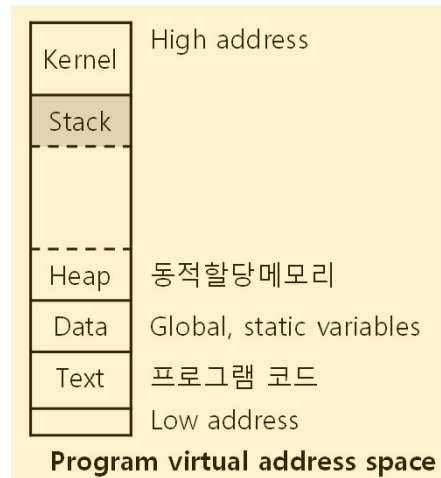 High address
Kernel
Stack
Heap 동적할당메모리
Data Global, static variables
Text 프로그램 코드
Low address
Program virtual address space